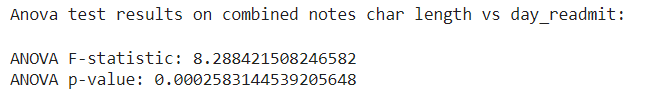 Anova test results on combined notes char length vs day_readmit:
ANOVA F-statistic: 8.288421508246582
ANOVA p-value: 0.0002583144539205648